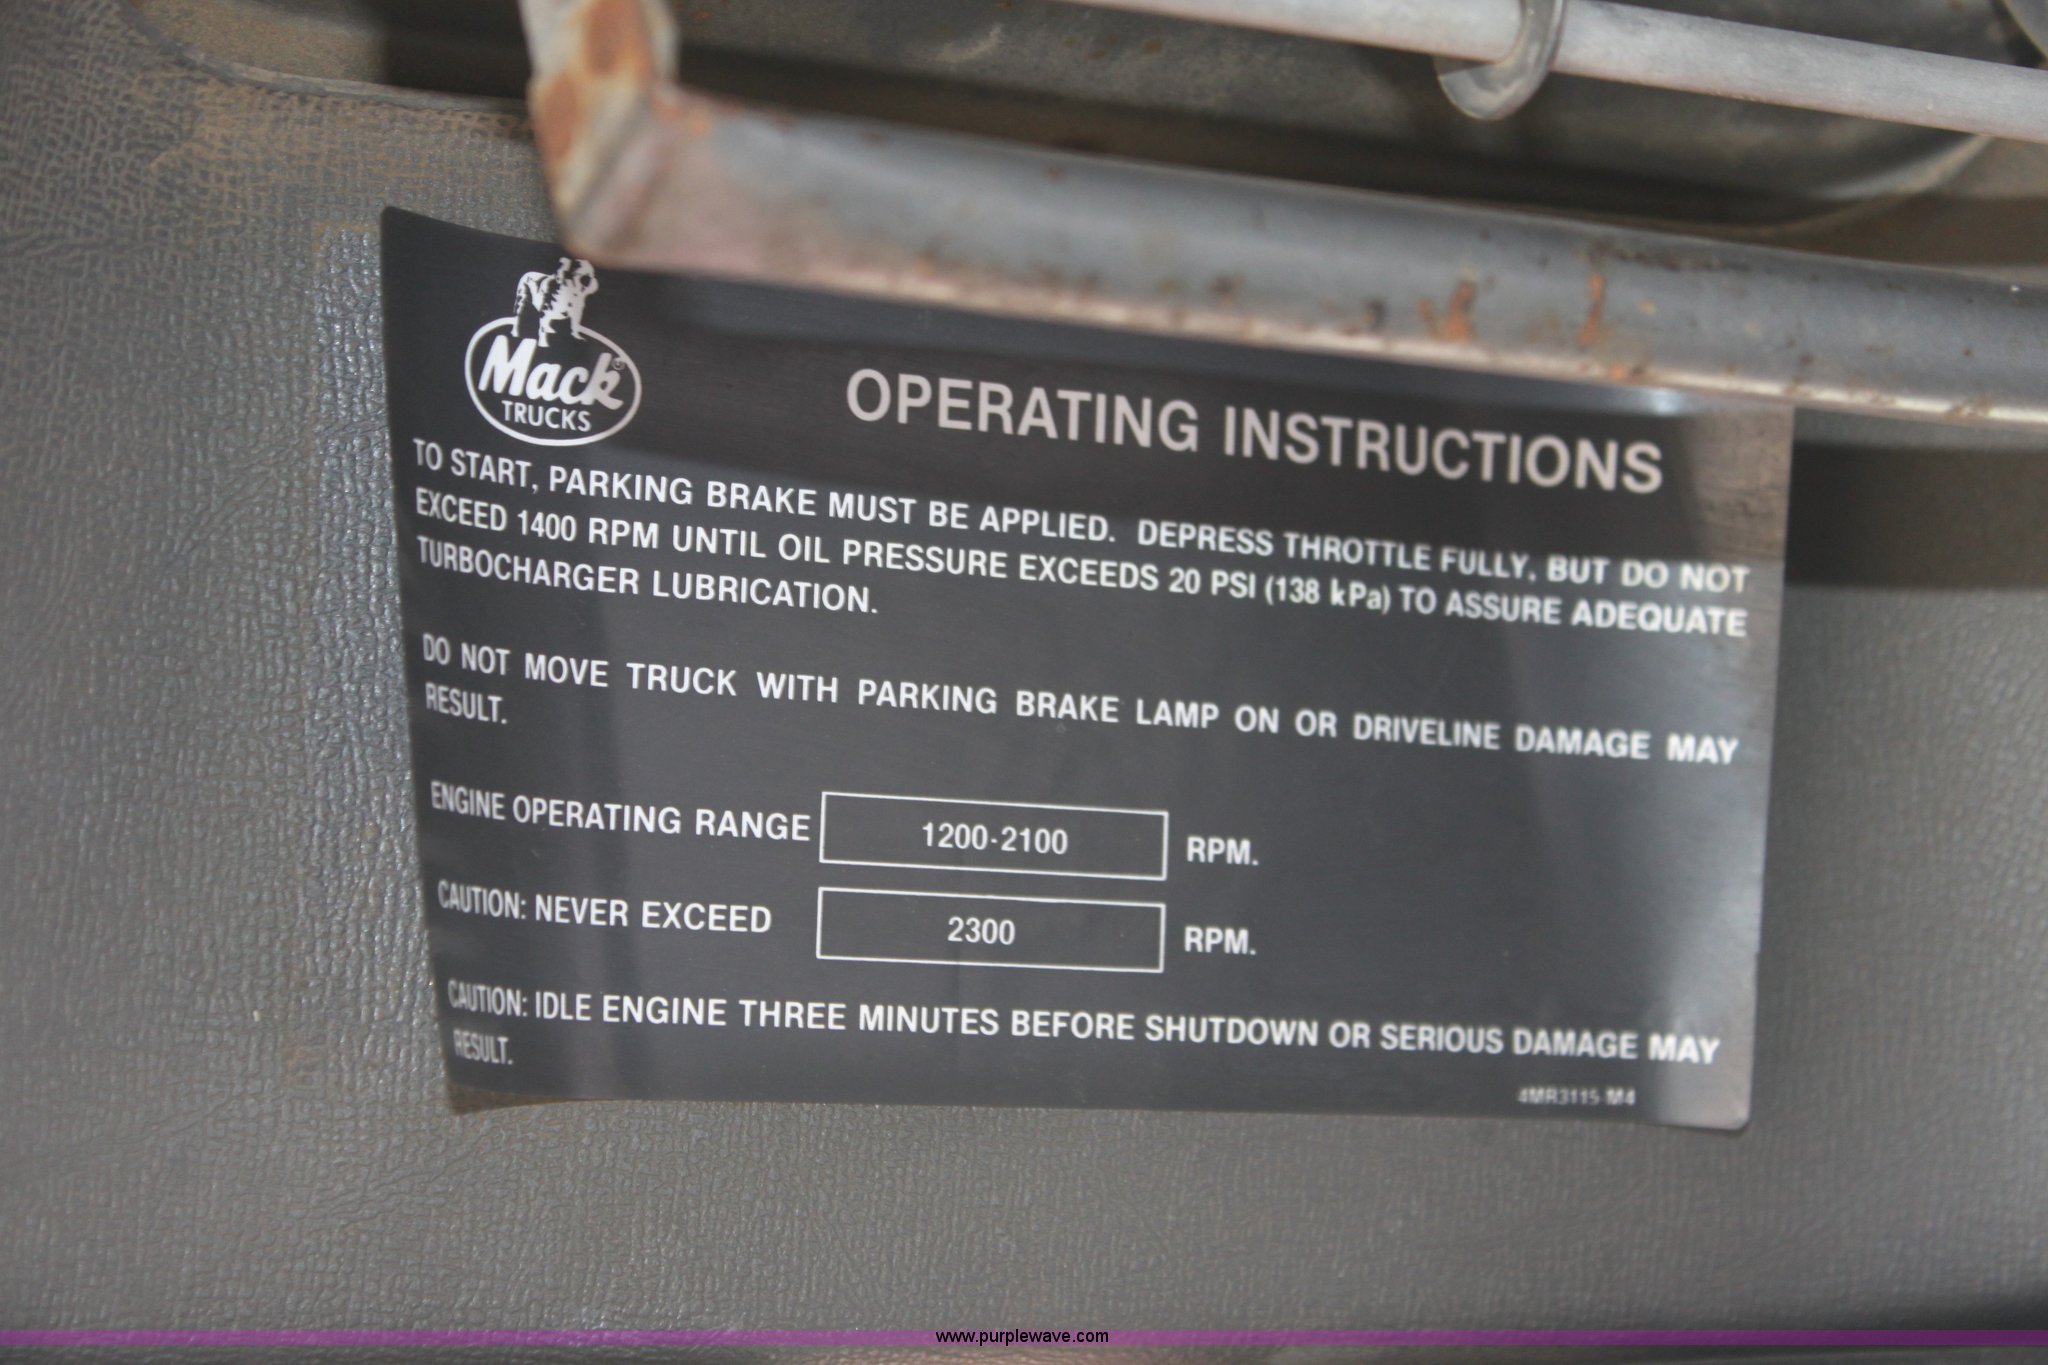 Mack
TRUCKS
OPERATING INSTRUCTIONS
TO START, PARKING BRAKE MUST BE APPLIED. DEPRESS THROTTLE FULLY, BUT DO NOT
EXCEED 1400 RPM UNTIL OIL PRESSURE EXCEEDS 20 PSI (138 kPa) TO ASSURE ADEQUATE
TURBOCHARGER LUBRICATION.
DO NOT MOVE TRUCK WITH PARKING BRAKE LAMP ON OR DRIVELINE DAMAGE MAY
RESULT.
ENGINE OPERATING RANGE 1200-2100 RPM.
CAUTION: NEVER EXCEED 2300 RPM.
CAUTION: IDLE ENGINE THREE MINUTES BEFORE SHUTDOWN OR SERIOUS DAMAGE MAY
RESULT.
4MR3115-M4
www.purplewave.com